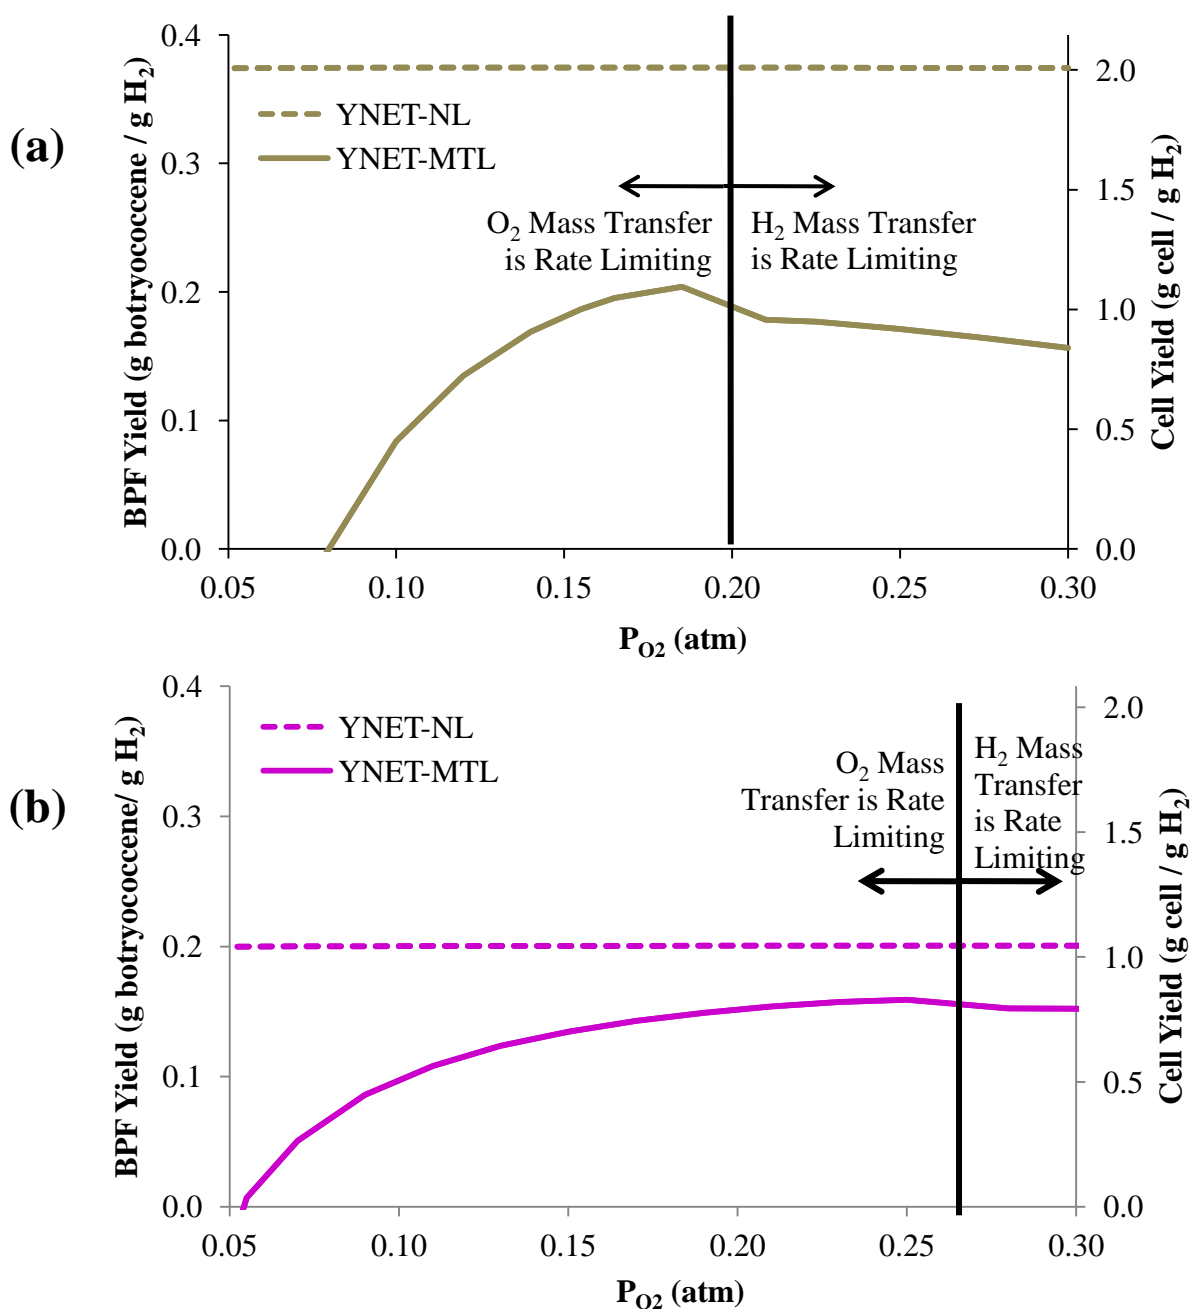 (a)
BPF Yield (g botryoccene / g H₂)
0.4
0.3
0.2
0.1
0.0
YNET-NL
YNET-MTL
O₂ Mass Transfer
is Rate Limiting
H₂ Mass Transfer
is Rate Limiting
2.0
1.5
1.0
0.5
0.0
Cell Yield (g cell / g H₂)
0.05 0.10 0.15 0.20 0.25 0.30
P_O2 (atm)
(b)
BPF Yield (g botryococcene/ g H₂)
0.4
0.3
0.2
0.1
0.0
YNET-NL
YNET-MTL
O₂ Mass
Transfer is Rate
Limiting
H₂ Mass
Transfer
is Rate
Limiting
2.0
1.5
1.0
0.5
0.0
Cell Yield (g cell / g H₂)
0.05 0.10 0.15 0.20 0.25 0.30
P_O2 (atm)